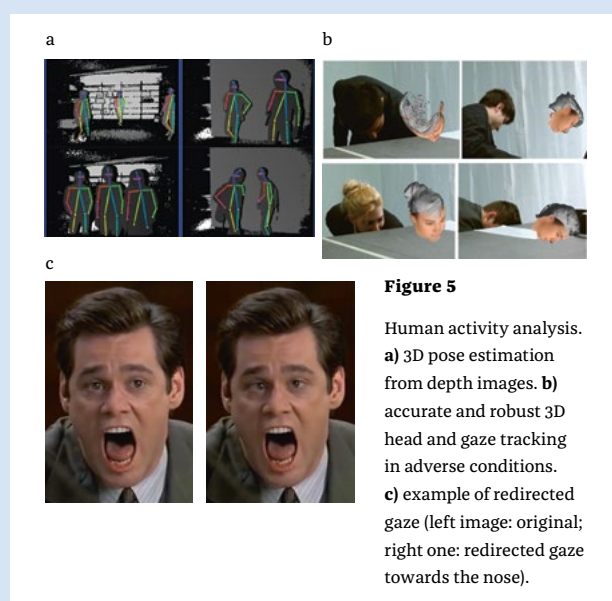 a
b
c
Figure 5
Human activity analysis.
a) 3D pose estimation
from depth images. b)
accurate and robust 3D
head and gaze tracking
in adverse conditions.
c) example of redirected
gaze (left image: original;
right one: redirected gaze
towards the nose).